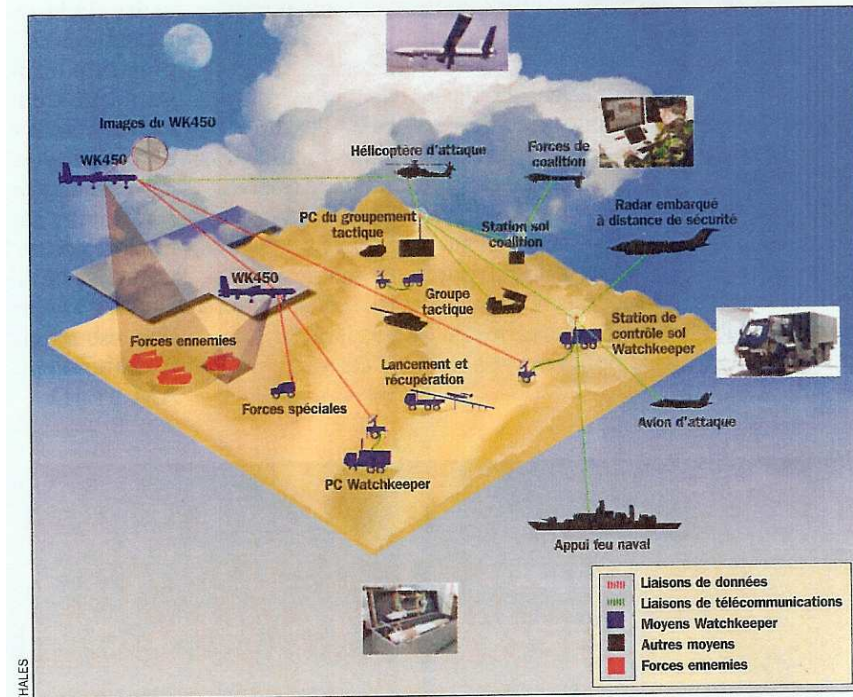 Images du WK450
WK450
Hélicoptère d'attaque
Forces de
coalition
Radar embarqué
à distance de sécurité
PC du groupement
tactique
Station sol
coalition
WK450
Groupe
tactique
Station de
contrôle sol
Watchkeeper
Forces ennemies
Lancement et
récupération
Forces spéciales
Avion d'attaque
PC Watchkeeper
Appui feu naval
Liaisons de données
Liaisons de télécommunications
Moyens Watchkeeper
Autres moyens
Forces ennemies
HALES